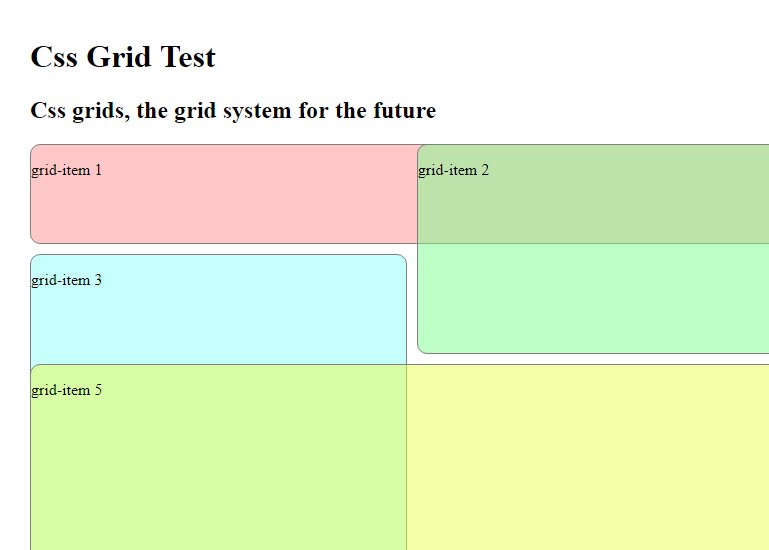 Css Grid Test
Css grids, the grid system for the future
grid-item 1
grid-item 2
grid-item 3
grid-item 5